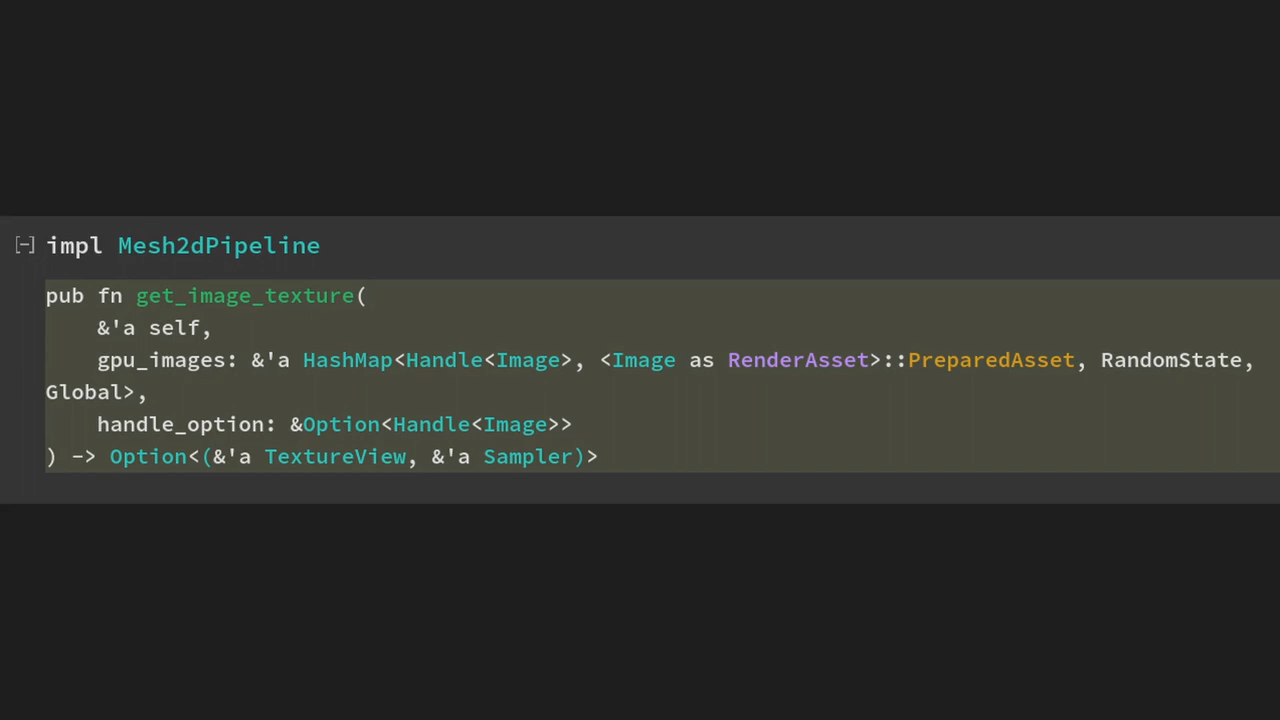 [-] impl Mesh2dPipeline
pub fn get_image_texture(
    &'a self,
    gpu_images: &'a HashMap<Handle<Image>, <Image as RenderAsset>::PreparedAsset, RandomState,
Global>,
    handle_option: &Option<Handle<Image>>
) -> Option<(&'a TextureView, &'a Sampler)>